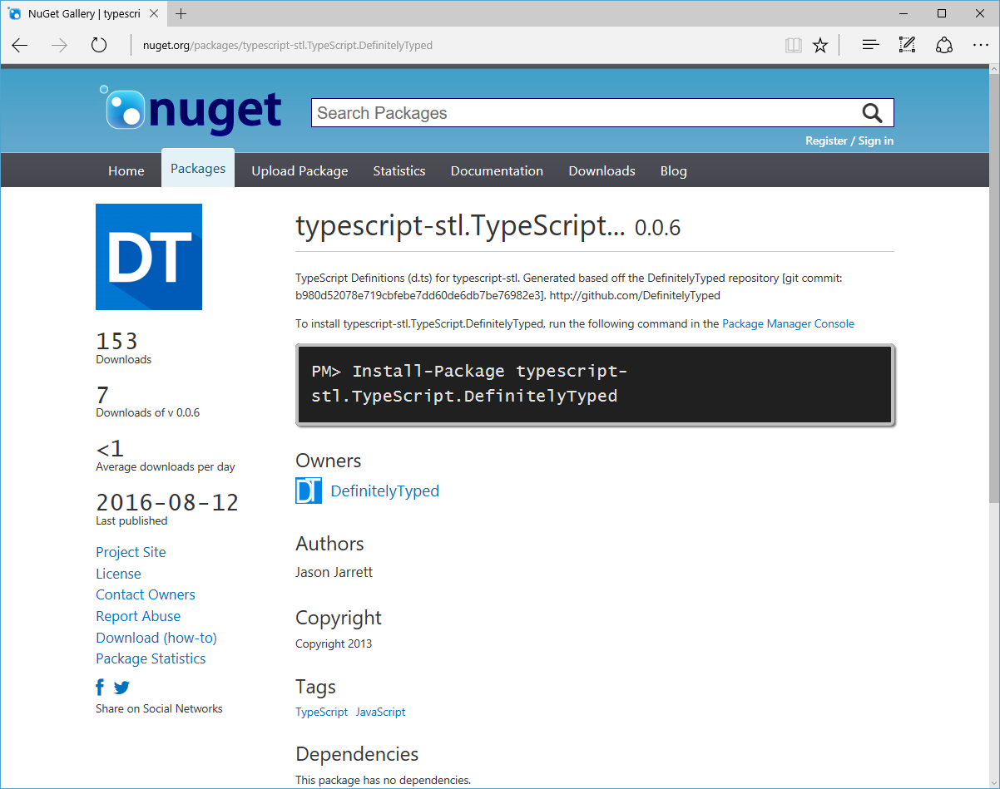 NuGet Gallery | typescri
nuget.org/packages/typescript-stl.TypeScript.DefinitelyTyped
nuget
Search Packages
Register / Sign in
Home Packages Upload Package Statistics Documentation Downloads Blog
DT
typescript-stl.TypeScript... 0.0.6
TypeScript Definitions (d.ts) for typescript-stl. Generated based off the DefinitelyTyped repository [git commit:
b980d52078e719cbfebe7dd60de6db7be76982e3]. http://github.com/DefinitelyTyped
To install typescript-stl.TypeScript.DefinitelyTyped, run the following command in the Package Manager Console
PM> Install-Package typescript-
stl.TypeScript.DefinitelyTyped
153
Downloads
7
Downloads of v 0.0.6
<1
Average downloads per day
2016-08-12
Last published
Project Site
License
Contact Owners
Report Abuse
Download (how-to)
Package Statistics
Share on Social Networks
Owners
DT DefinitelyTyped
Authors
Jason Jarrett
Copyright
Copyright 2013
Tags
TypeScript JavaScript
Dependencies
This package has no dependencies.